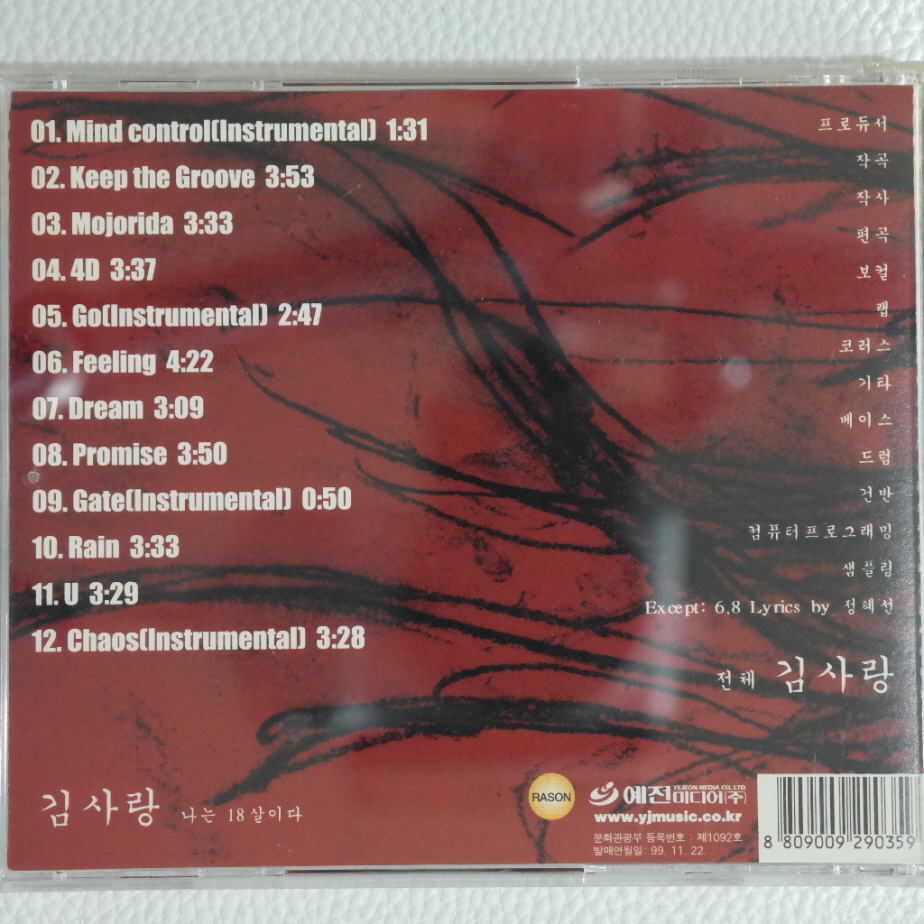 01. Mind control(Instrumental) 1:31
02. Keep the Groove 3:53
03. Mojorida 3:33
04. 4D 3:37
05. Go(Instrumental) 2:47
06. Feeling 4:22
07. Dream 3:09
08. Promise 3:50
09. Gate(Instrumental) 0:50
10. Rain 3:33
11. U 3:29
12. Chaos(Instrumental) 3:28
프로듀서
작곡
작사
편곡
보컬
랩
코러스
기타
베이스
드럼
건반
컴퓨터프로그래밍
샘플링
Except: 6,8 Lyrics by 정혜선
전체 김사랑
김사랑 나는 18살이다
RASON
YEJEON MEDIA CO., LTD.
예전미디어(주)
www.yjmusic.co.kr
문화관광부 등록번호 : 제1092호
발매연월일: 99. 11. 22.
8 809009 290359